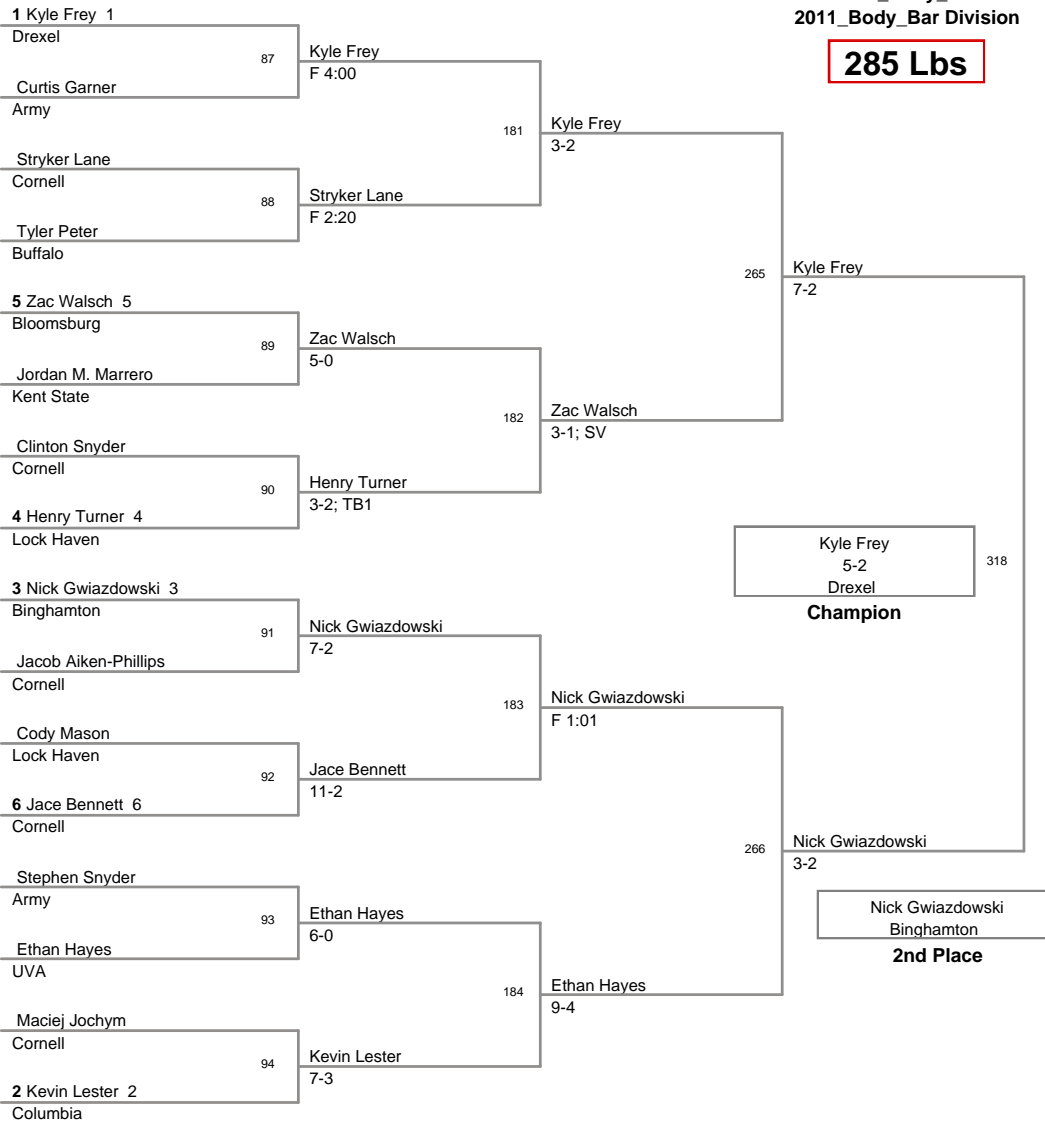 2011_Body_Bar Division
285 Lbs
1 Kyle Frey 1
Drexel
87
Kyle Frey
F 4:00
Curtis Garner
Army
181
Kyle Frey
3-2
Stryker Lane
Cornell
88
Stryker Lane
F 2:20
Tyler Peter
Buffalo
265
Kyle Frey
7-2
5 Zac Walsch 5
Bloomsburg
89
Zac Walsch
5-0
Jordan M. Marrero
Kent State
182
Zac Walsch
3-1; SV
Clinton Snyder
Cornell
90
Henry Turner
3-2; TB1
4 Henry Turner 4
Lock Haven
Kyle Frey
5-2
Drexel
318
Champion
3 Nick Gwiazdowski 3
Binghamton
91
Nick Gwiazdowski
7-2
Jacob Aiken-Phillips
Cornell
183
Nick Gwiazdowski
F 1:01
Cody Mason
Lock Haven
92
Jace Bennett
11-2
6 Jace Bennett 6
Cornell
266
Nick Gwiazdowski
3-2
Stephen Snyder
Army
93
Ethan Hayes
6-0
Nick Gwiazdowski
Binghamton
2nd Place
Ethan Hayes
UVA
184
Ethan Hayes
9-4
Maciej Jochym
Cornell
94
Kevin Lester
7-3
2 Kevin Lester 2
Columbia